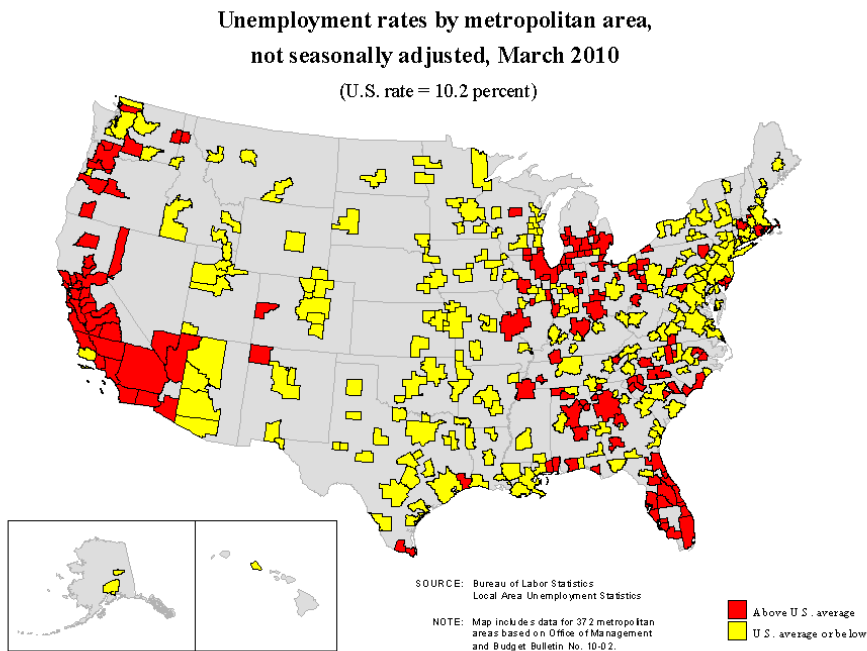 Unemployment rates by metropolitan area,
not seasonally adjusted, March 2010
(U.S. rate = 10.2 percent)
SOURCE: Bureau of Labor Statistics
Local Area Unemployment Statistics
NOTE: Map includes data for 372 metropolitan
areas based on Office of Management
and Budget Bulletin No. 10-02.
Above U.S. average
U.S. average or below